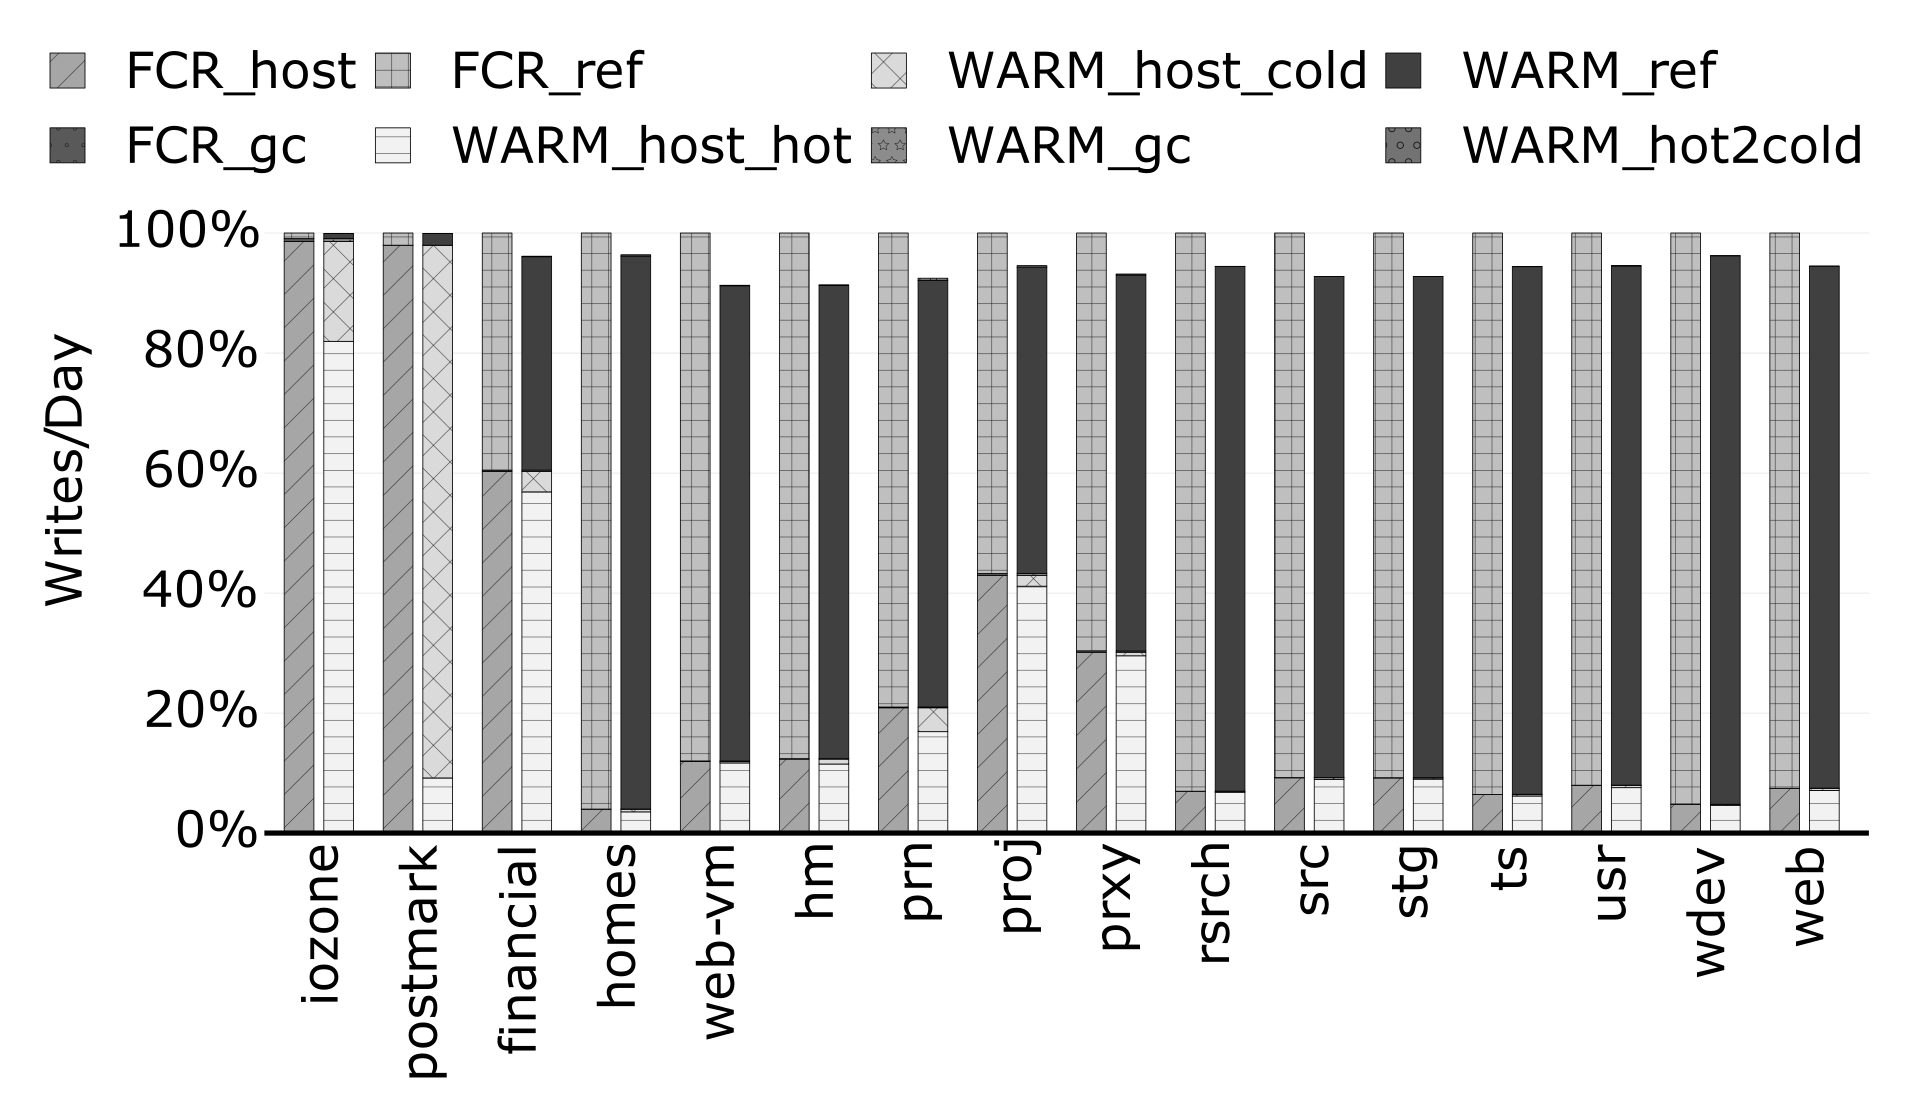 FCR_host FCR_ref WARM_host_cold WARM_ref
FCR_gc WARM_host_hot WARM_gc WARM_hot2cold
Writes/Day
100%
80%
60%
40%
20%
0%
iozone
postmark
financial
homes
web-vm
hm
prn
proj
prxy
rsrch
src
stg
ts
usr
wdev
web